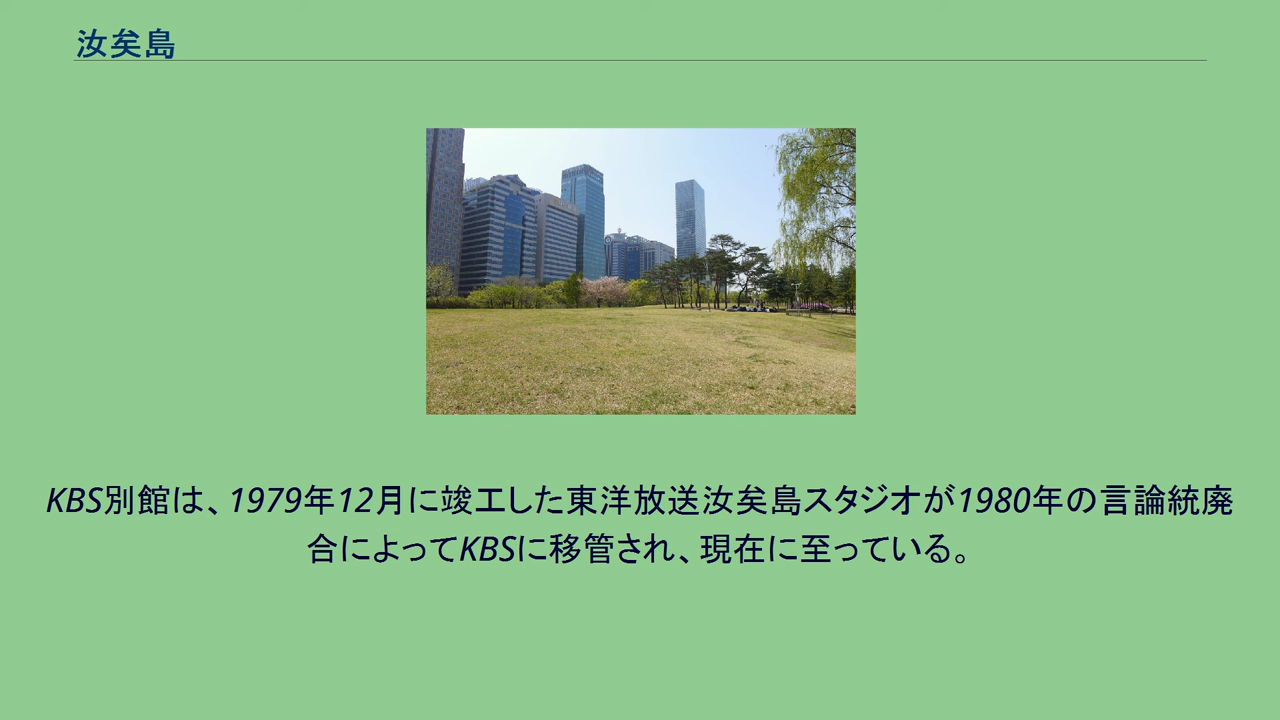 汝矣島
KBS別館は、1979年12月に竣工した東洋放送汝矣島スタジオが1980年の言論統廃
合によってKBSに移管され、現在に至っている。